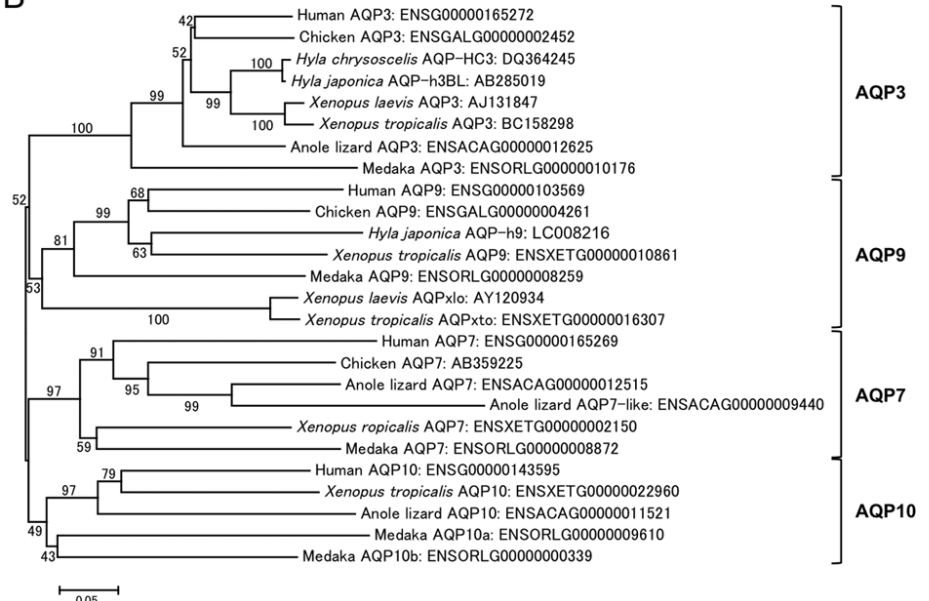 B
42
Human AQP3: ENSG00000165272
Chicken AQP3: ENSGALG00000002452
52
Hyla chrysoscelis AQP-HC3: DQ364245
100
Hyla japonica AQP-h3BL: AB285019
99
99
Xenopus laevis AQP3: AJ131847
100
Xenopus tropicalis AQP3: BC158298
100
Anole lizard AQP3: ENSACAG00000012625
Medaka AQP3: ENSORLG00000010176
AQP3
52
68
Human AQP9: ENSG00000103569
99
Chicken AQP9: ENSGALG00000004261
81
Hyla japonica AQP-h9: LC008216
63
Xenopus tropicalis AQP9: ENSXETG00000010861
Medaka AQP9: ENSORLG00000008259
53
Xenopus laevis AQPxlo: AY120934
100
Xenopus tropicalis AQPxto: ENSXETG00000016307
AQP9
91
Human AQP7: ENSG00000165269
Chicken AQP7: AB359225
97
95
Anole lizard AQP7: ENSACAG00000012515
99
Anole lizard AQP7-like: ENSACAG00000009440
Xenopus ropicalis AQP7: ENSXETG00000002150
59
Medaka AQP7: ENSORLG00000008872
AQP7
79
Human AQP10: ENSG00000143595
97
Xenopus tropicalis AQP10: ENSXETG00000022960
Anole lizard AQP10: ENSACAG00000011521
49
Medaka AQP10a: ENSORLG00000009610
43
Medaka AQP10b: ENSORLG00000000339
AQP10
0.05